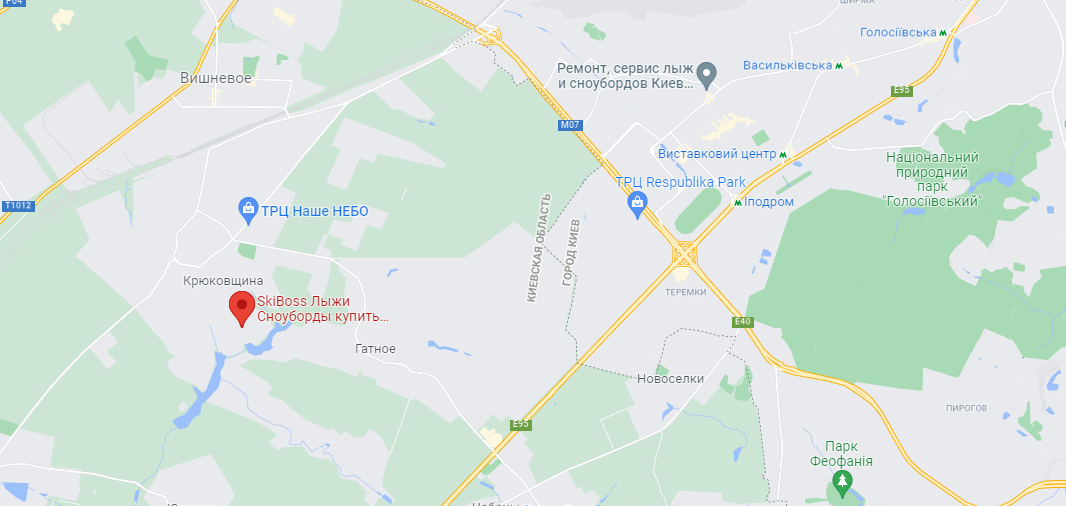 P04
ШИРМА
Голосіївська
Васильківська
Ремонт, сервис лыж
и сноубордов Киев...
Вишневое
E95
M07
Виставковий центр
Національний
природний
парк
"Голосіївський"
ТРЦ Respublika Park
Іподром
T1012
ТРЦ Наше НЕБО
КИЕВСКАЯ ОБЛАСТЬ
ГОРОД КИЕВ
Крюковщина
SkiBoss Лыжи
Сноуборды купить...
ТЕРЕМКИ
E40
Гатное
Новоселки
ПИРОГОВ
E95
Парк
Феофанія